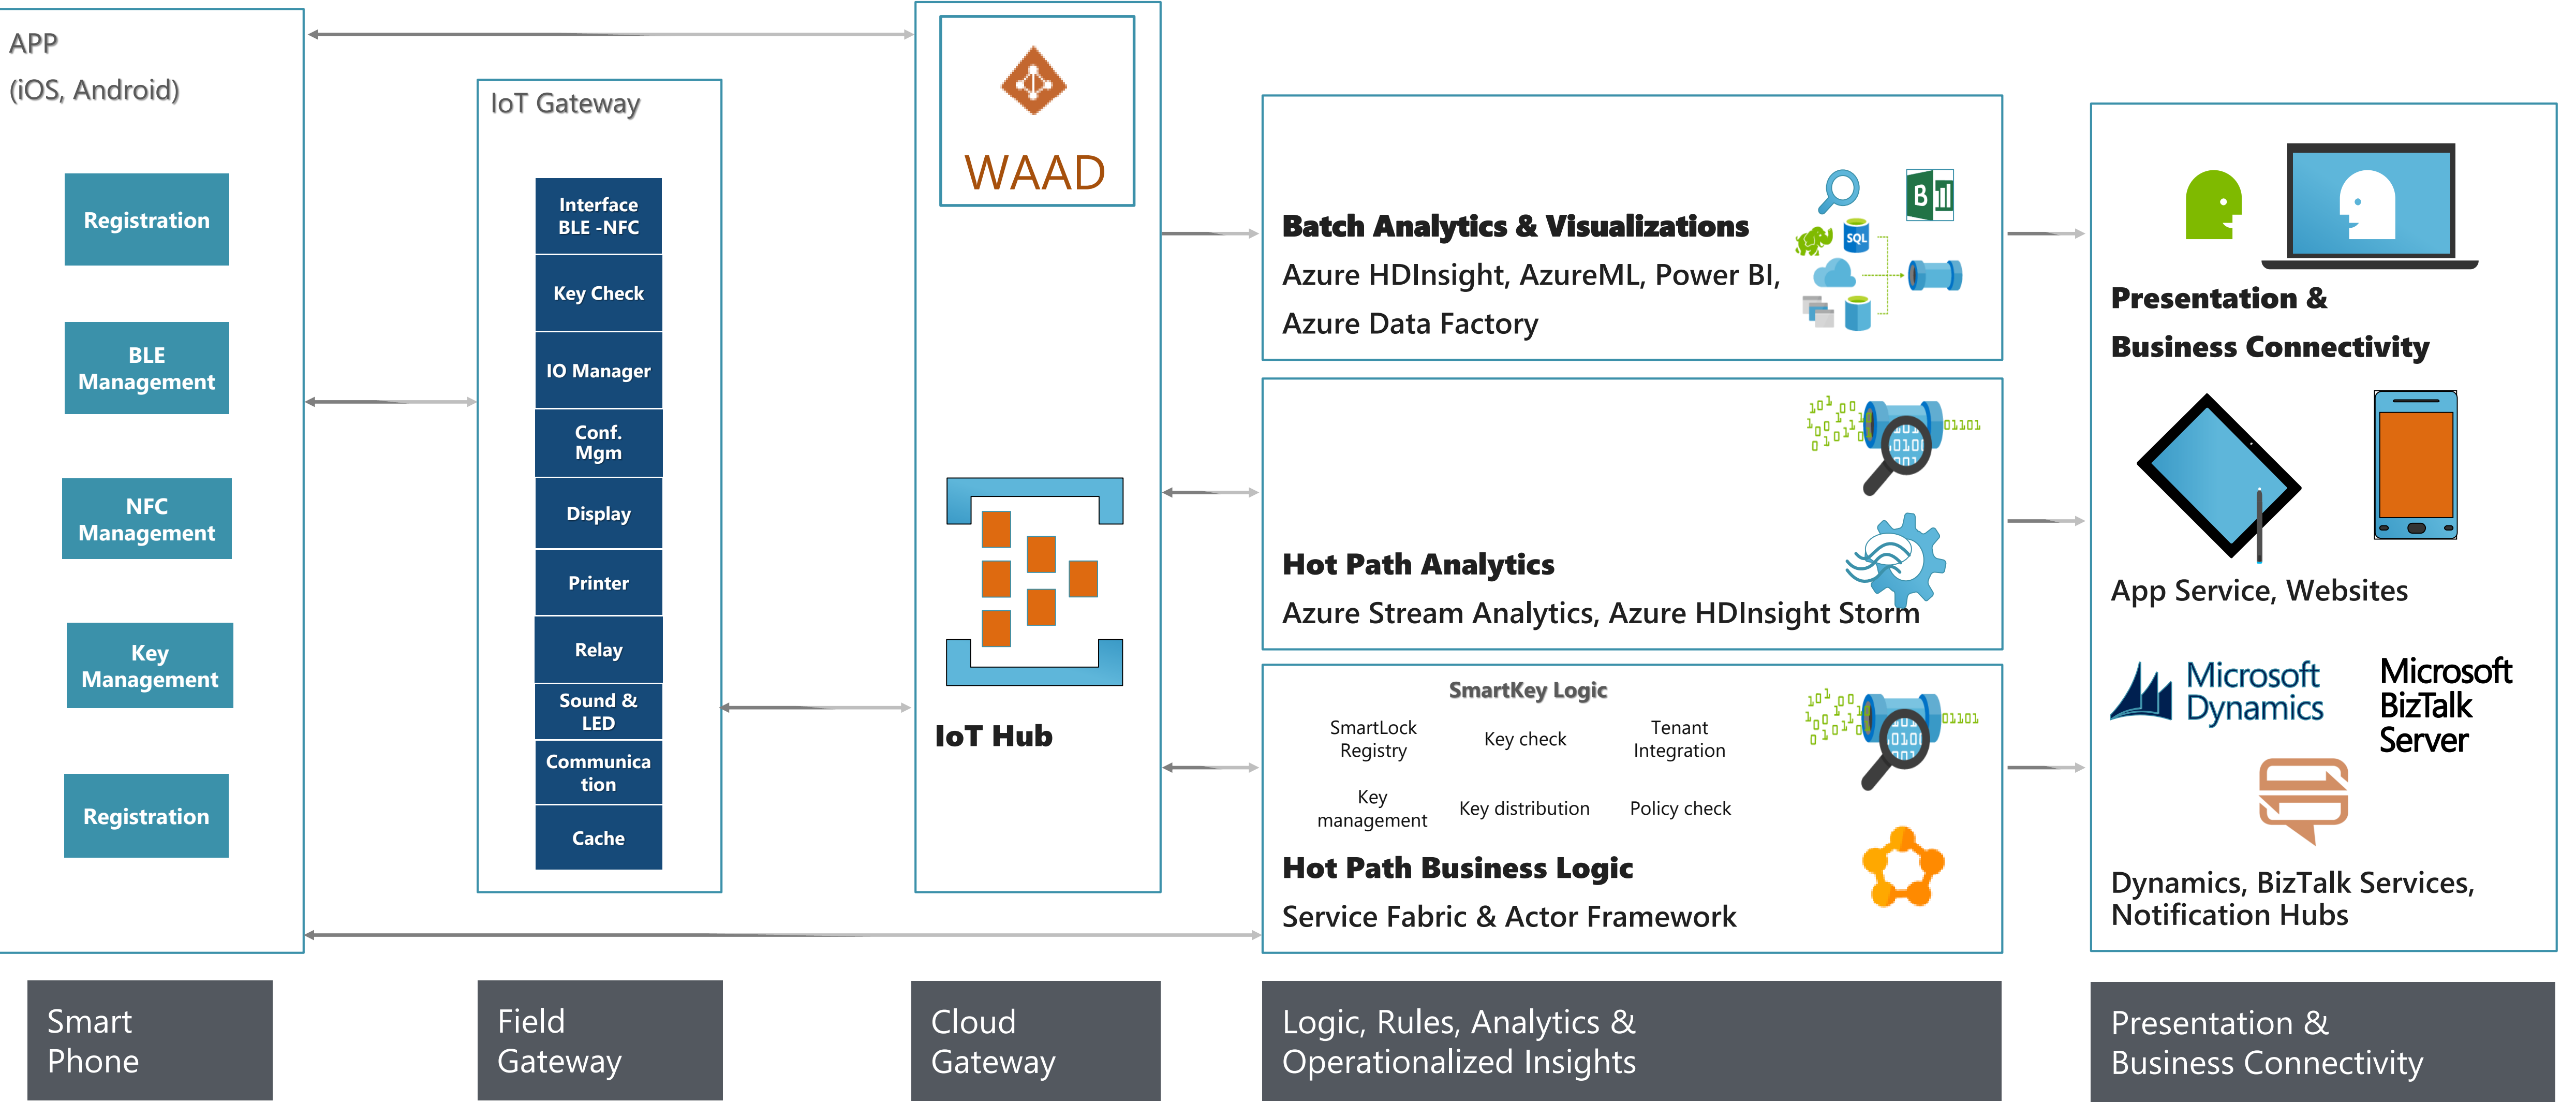 APP
(iOS, Android)
Registration
BLE
Management
NFC
Management
Key
Management
Registration
IoT Gateway
Interface
BLE -NFC
Key Check
IO Manager
Conf.
Mgm
Display
Printer
Relay
Sound &
LED
Communica
tion
Cache
WAAD
IoT Hub
B
SQL
Batch Analytics & Visualizations
Azure HDInsight, AzureML, Power BI,
Azure Data Factory
01101
Hot Path Analytics
Azure Stream Analytics, Azure HDInsight Storm
SmartKey Logic
SmartLock
Registry
Key check
Tenant
Integration
Key
management
Key distribution
Policy check
01101
Hot Path Business Logic
Service Fabric & Actor Framework
Presentation &
Business Connectivity
App Service, Websites
Microsoft
Dynamics
Microsoft
BizTalk
Server
Dynamics, BizTalk Services,
Notification Hubs
Smart
Phone
Field
Gateway
Cloud
Gateway
Logic, Rules, Analytics &
Operationalized Insights
Presentation &
Business Connectivity